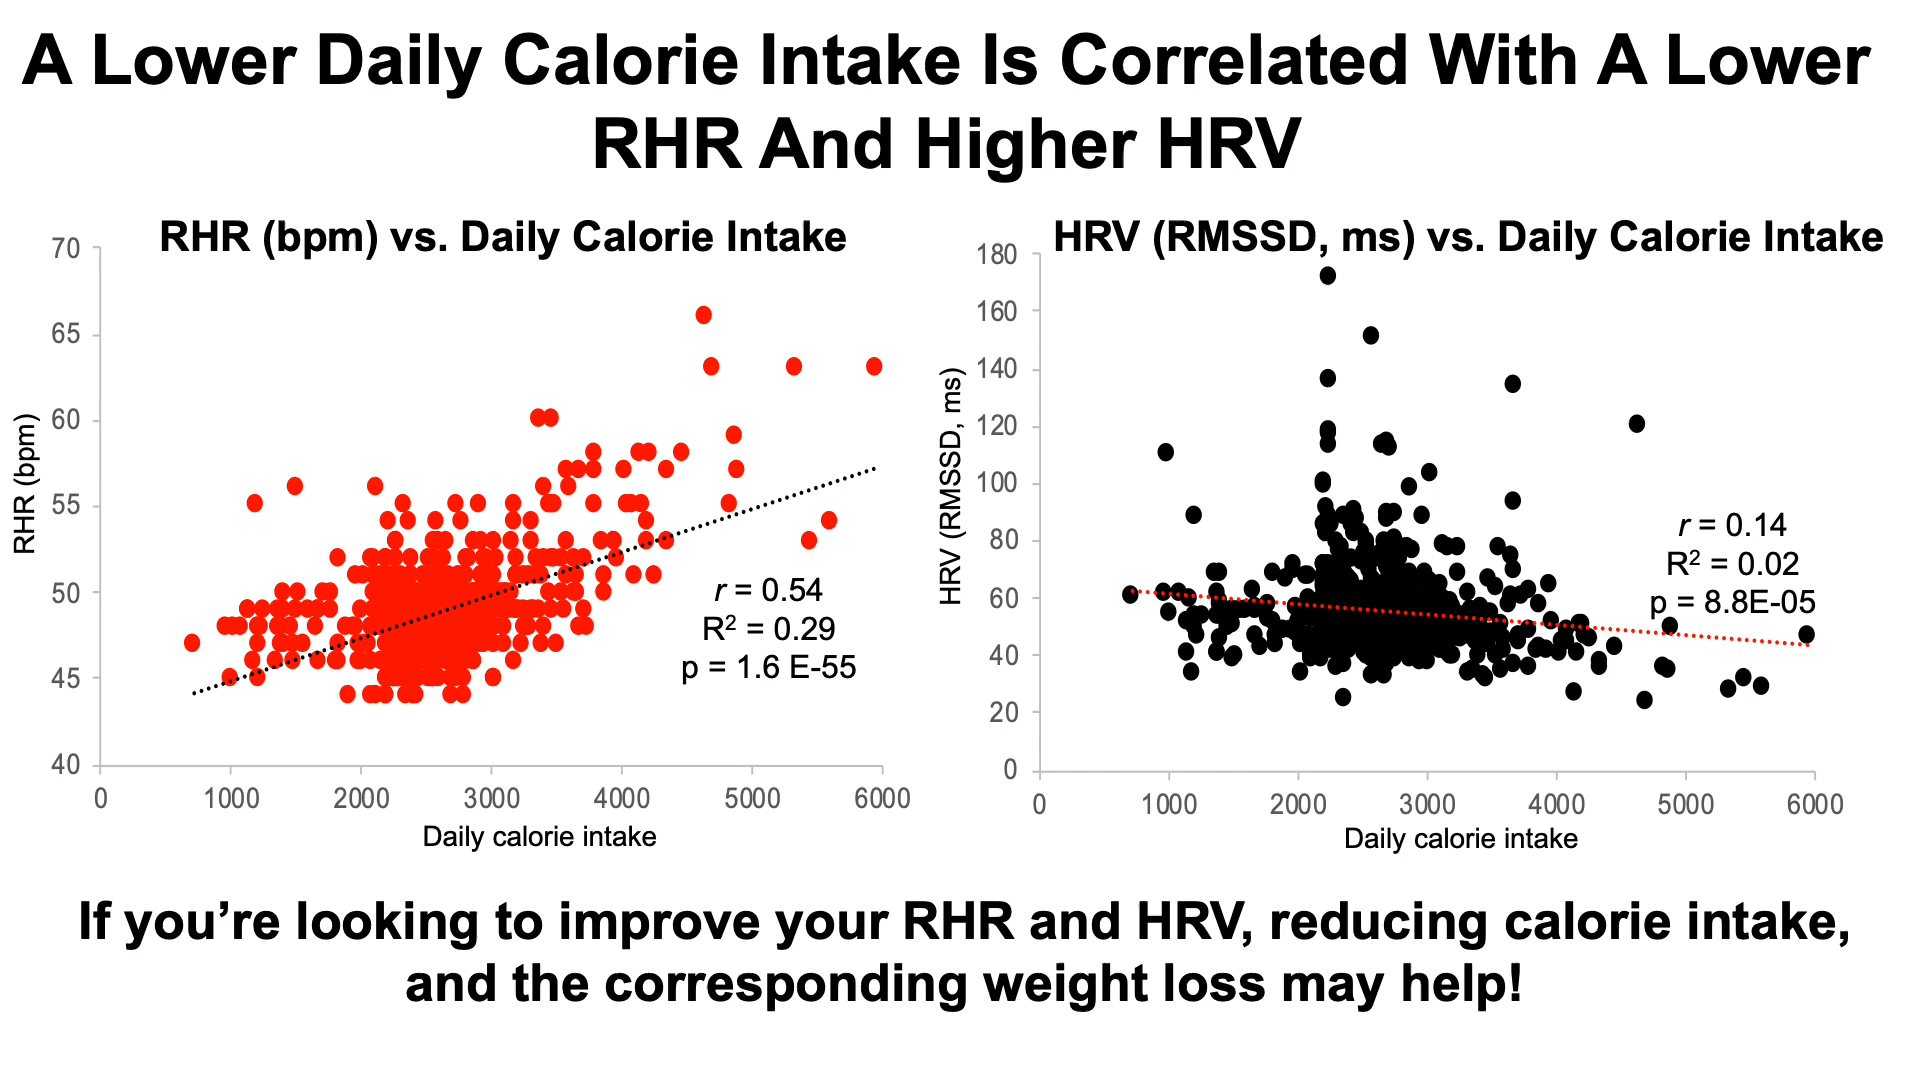 A Lower Daily Calorie Intake Is Correlated With A Lower
RHR And Higher HRV
RHR (bpm) vs. Daily Calorie Intake
70
65
60
55
50
45
40
RHR (bpm)
r = 0.54
R² = 0.29
p = 1.6 E-55
0 1000 2000 3000 4000 5000 6000
Daily calorie intake
HRV (RMSSD, ms) vs. Daily Calorie Intake
180
160
140
120
100
80
60
40
20
0
HRV (RMSSD, ms)
r = 0.14
R² = 0.02
p = 8.8E-05
0 1000 2000 3000 4000 5000 6000
Daily calorie intake
If you’re looking to improve your RHR and HRV, reducing calorie intake,
and the corresponding weight loss may help!